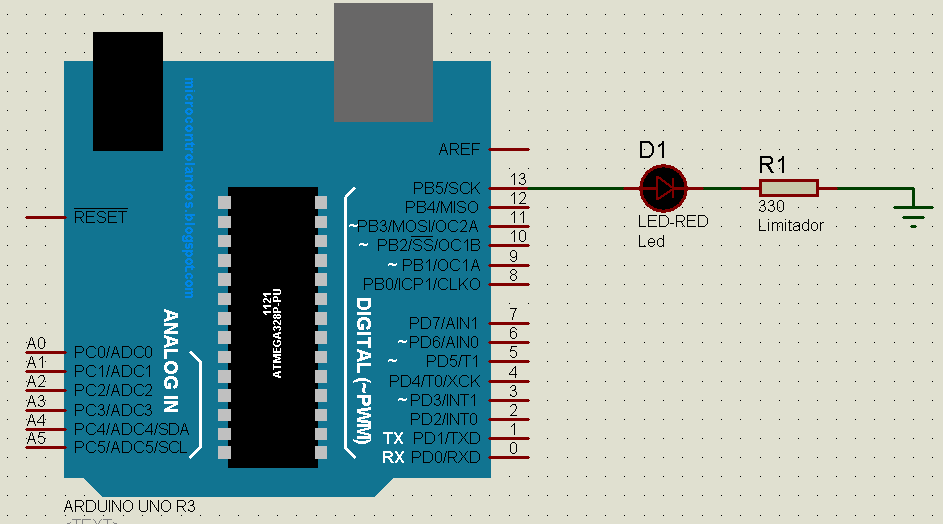 microcontrolandos.blogspot.com
RESET
AREF
13 PB5/SCK
12 PB4/MISO
11 ~PB3/MOSI/OC2A
10 ~ PB2/SS/OC1B
9 ~ PB1/OC1A
8 PB0/ICP1/CLKO
7 PD7/AIN1
6 ~PD6/AIN0
5 ~ PD5/T1
4 PD4/T0/XCK
3 ~PD3/INT1
2 PD2/INT0
1 TX PD1/TXD
0 RX PD0/RXD
DIGITAL (~PWM)
1121
ATMEGA328P-PU
ANALOG IN
A0 PC0/ADC0
A1 PC1/ADC1
A2 PC2/ADC2
A3 PC3/ADC3
A4 PC4/ADC4/SDA
A5 PC5/ADC5/SCL
ARDUINO UNO R3
<TEXT>
D1
LED-RED
Led
R1
330
Limitador